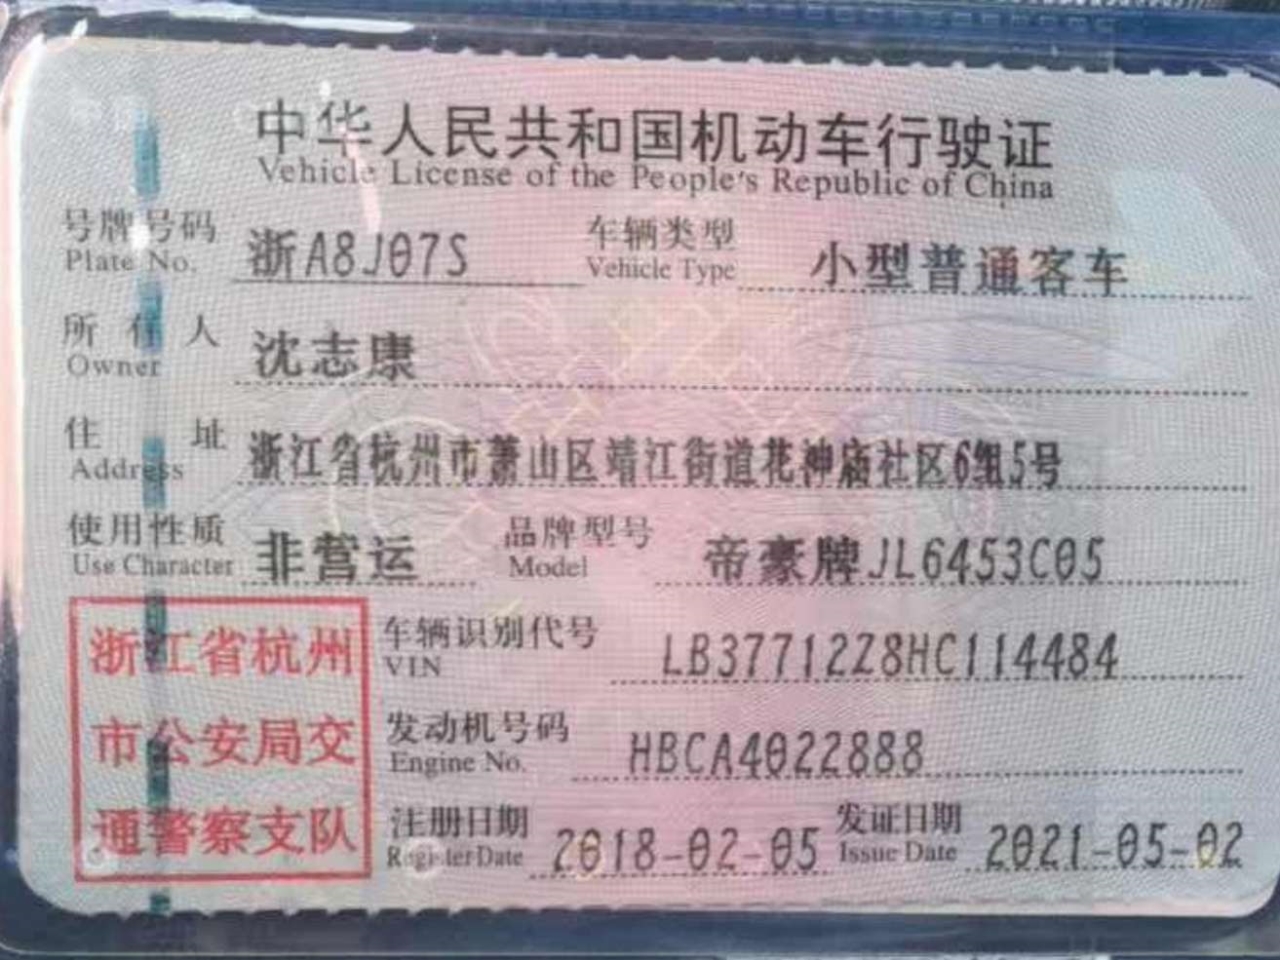 中华人民共和国机动车行驶证
Vehicle License of the People's Republic of China
号牌号码 浙A8J07S 车辆类型 小型普通客车
Plate No. Vehicle Type
所有人 沈志康
Owner
住址 浙江省杭州市萧山区靖江街道花神庙社区6组5号
Address
使用性质 非营运 品牌型号 帝豪牌JL6453C05
Use Character Model
浙江省杭州
市公安局交
通警察支队
车辆识别代号 LB37712Z8HC114484
VIN
发动机号码 HBCA4022888
Engine No.
注册日期 2018-02-05 发证日期 2021-05-02
Register Date Issue Date